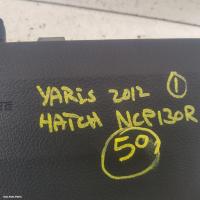 YARIS 2012 ①
HATCH NCP130R
50